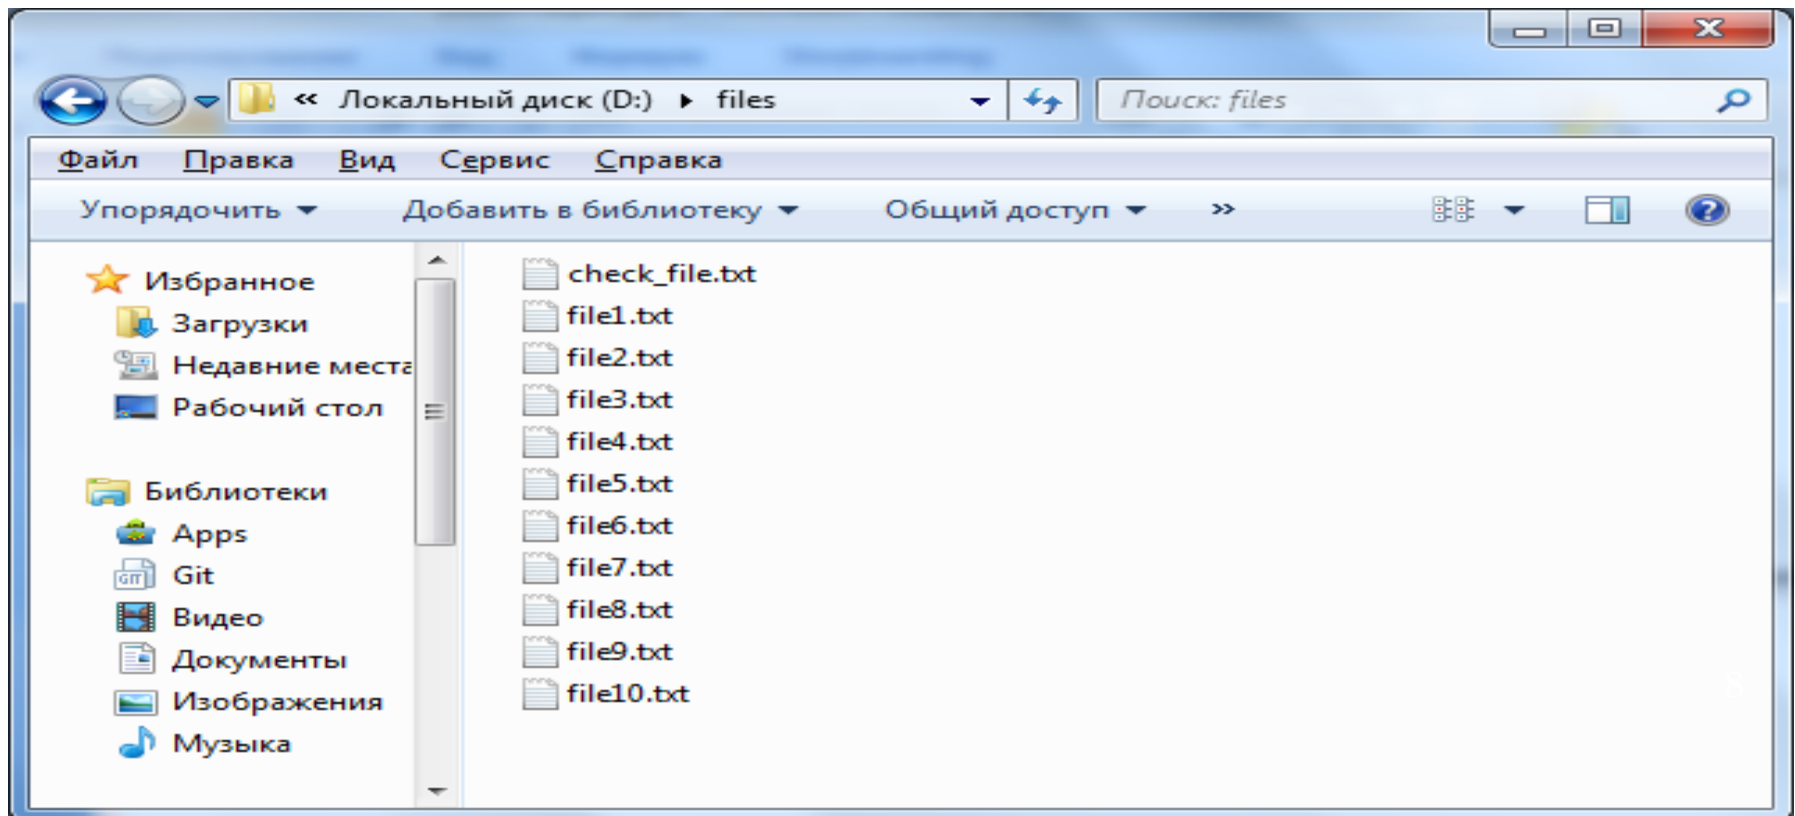 « Локальный диск (D:) ▸ files
Поиск: files
Файл Правка Вид Сервис Справка
Упорядочить Добавить в библиотеку Общий доступ »
Избранное
Загрузки
Недавние места
Рабочий стол
Библиотеки
Apps
GIT
Git
Видео
Документы
Изображения
Музыка
check_file.txt
file1.txt
file2.txt
file3.txt
file4.txt
file5.txt
file6.txt
file7.txt
file8.txt
file9.txt
file10.txt
8